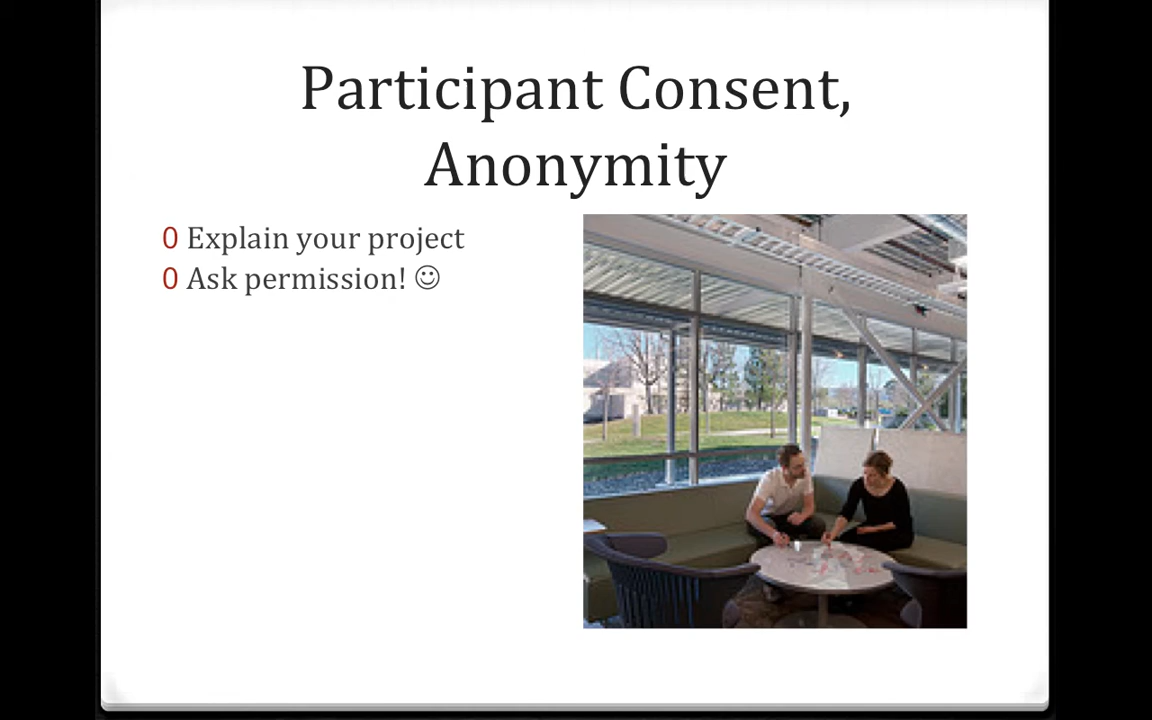 Participant Consent,
Anonymity
0 Explain your project
0 Ask permission! ☺